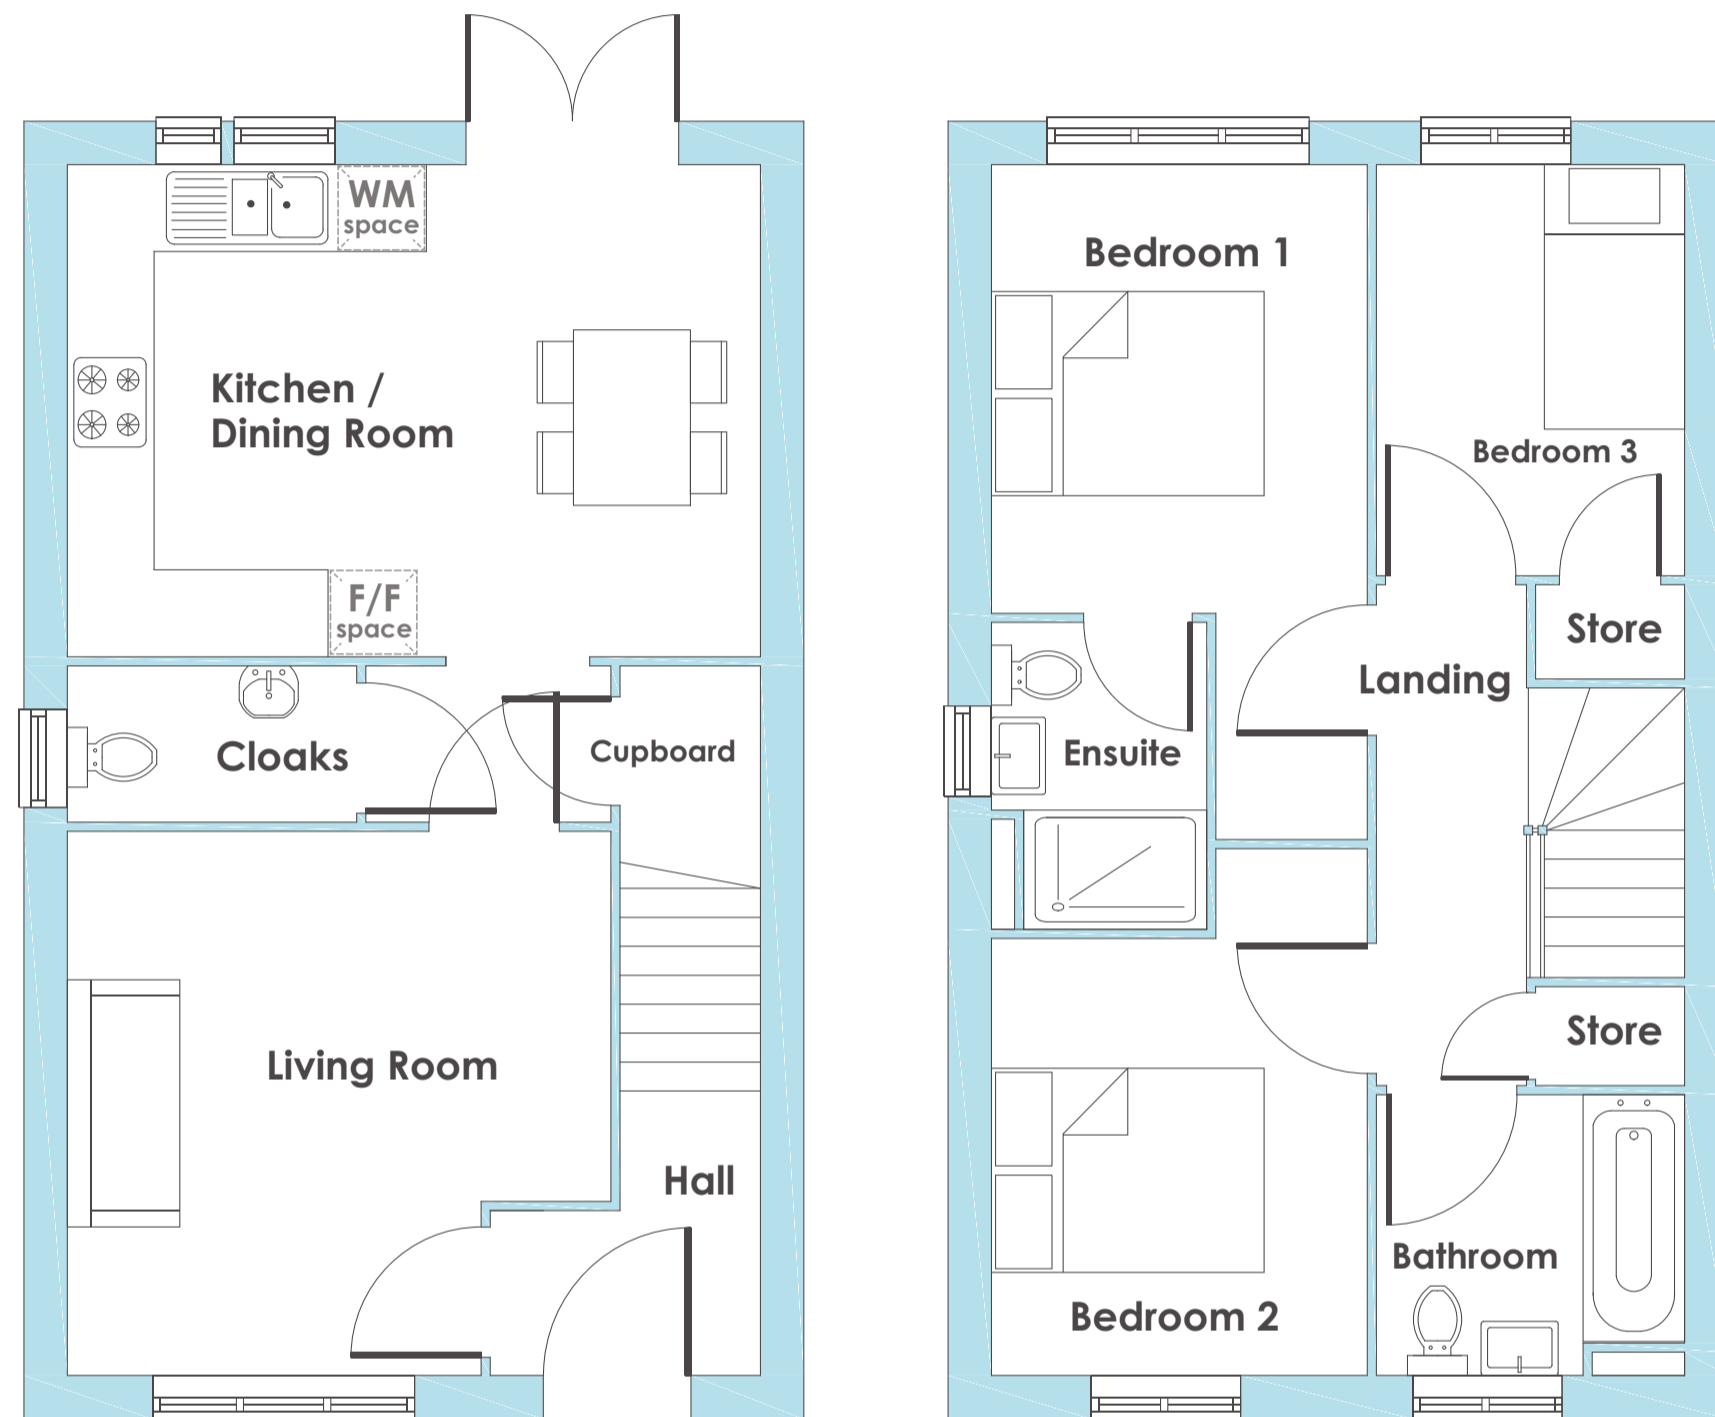 WM
space
Kitchen /
Dining Room
F/F
space
Cloaks
Cupboard
Living Room
Hall
Bedroom 1
Bedroom 3
Store
Landing
Ensuite
Store
Bathroom
Bedroom 2